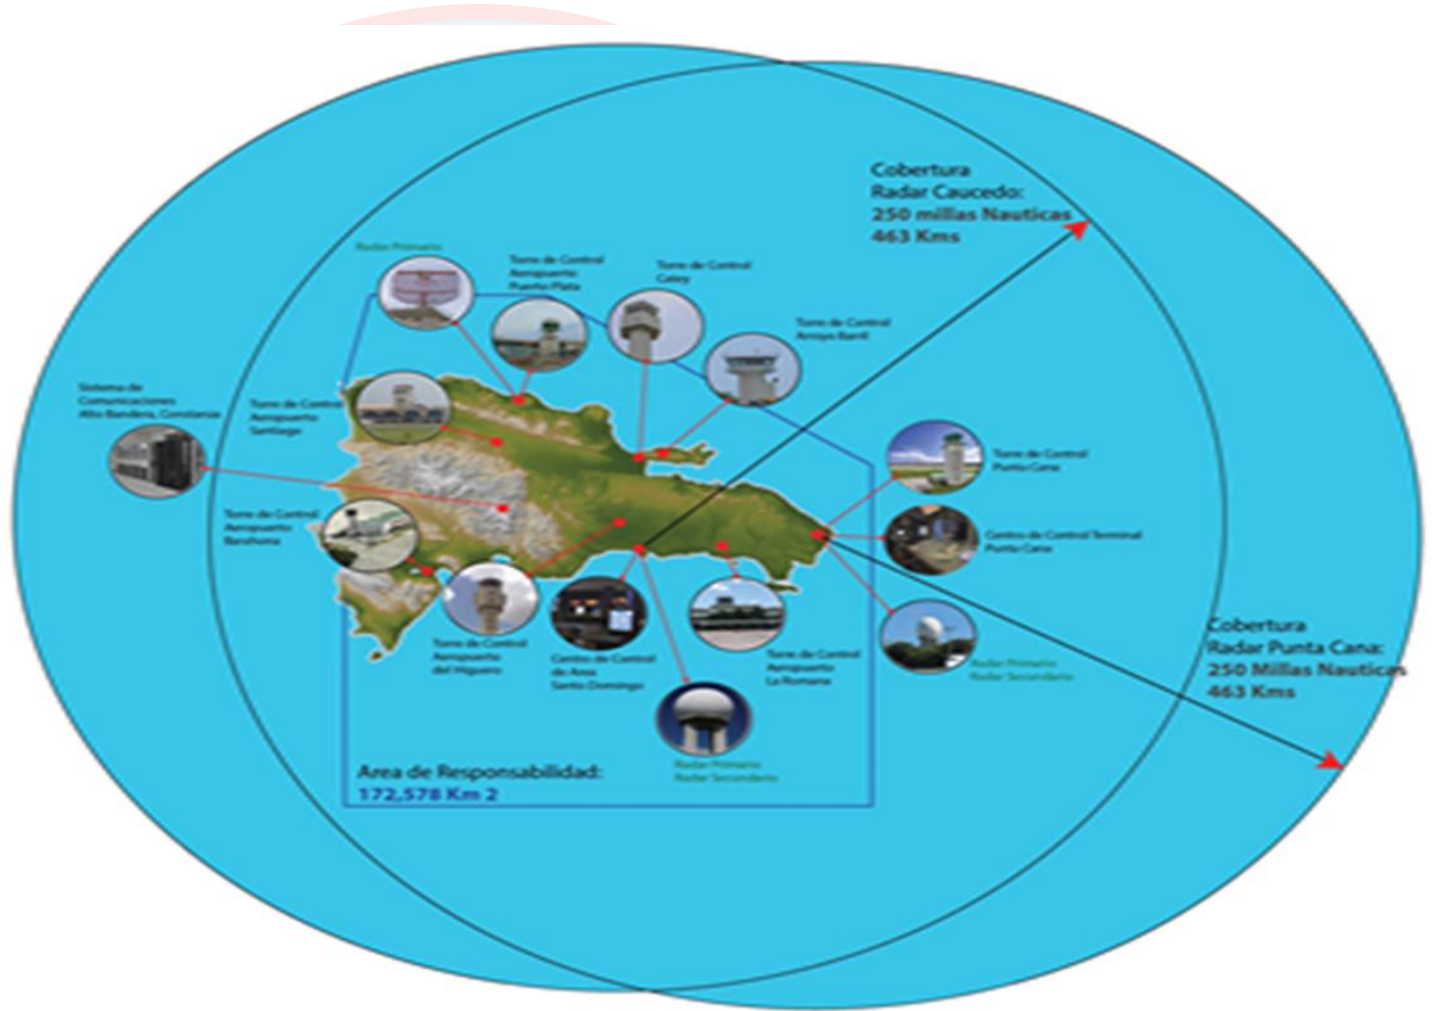 Cobertura
Radar Caucedo:
250 millas Nauticas
463 Kms
Radar Primario
Torre de Control
Aeropuerto
Puerto Plata
Torre de Control
Catey
Torre de Control
Arroyo Barril
Sistema de
Comunicaciones
Alto Bandera, Constanza
Torre de Control
Aeropuerto
Santiago
Torre de Control
Punta Cana
Torre de Control
Aeropuerto
Barahona
Centro de Control Terminal
Punta Cana
Cobertura
Radar Punta Cana:
250 Millas Nauticas
463 Kms
Torre de Control
Aeropuerto
del Higuero
Centro de Control
de Area
Santo Domingo
Torre de Control
Aeropuerto
La Romana
Radar Primario
Radar Secundario
Radar Primario
Radar Secundario
Area de Responsabilidad:
172,578 Km 2